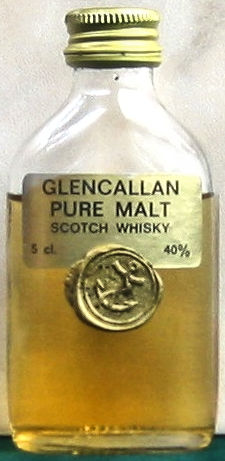 GLENCALLAN
PURE MALT
SCOTCH WHISKY
5 cl. 40%